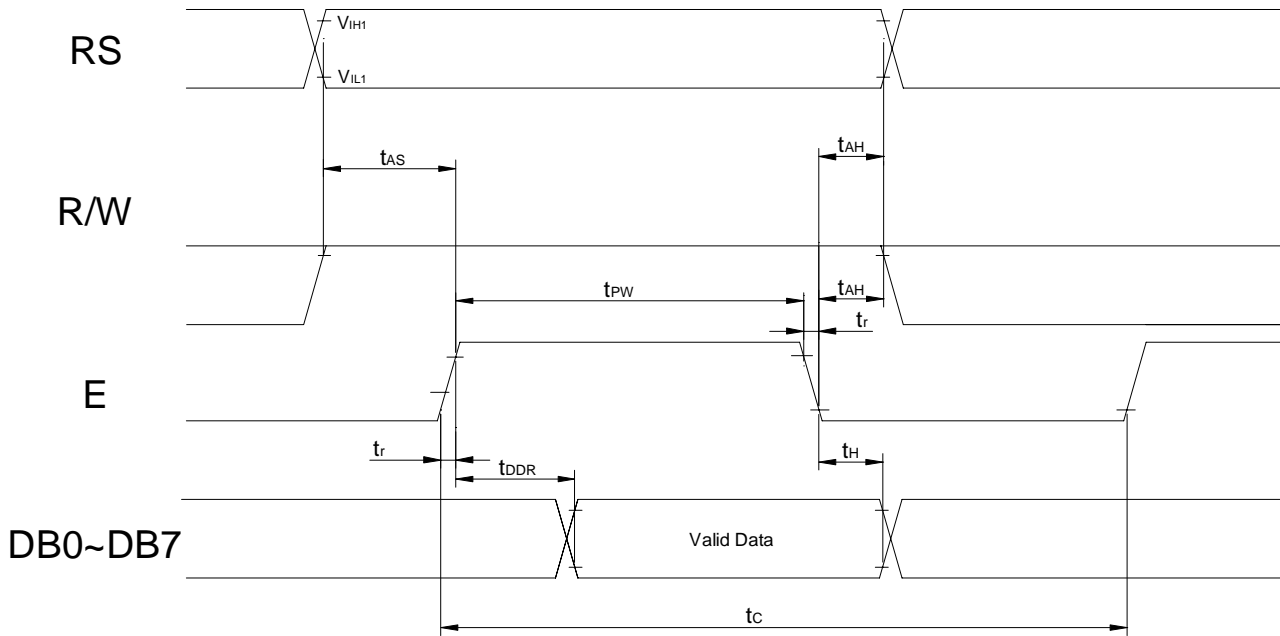 RS
VIH1
VIL1
tAS
tAH
R/W
tPW
tAH
tr
E
tr
tDDR
tH
DB0~DB7
Valid Data
tC